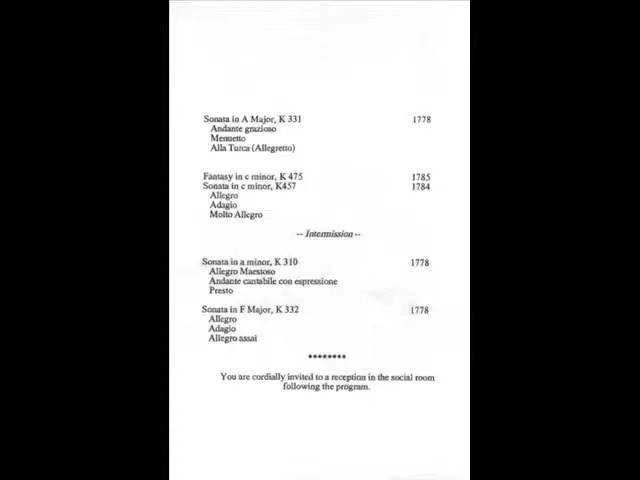 Sonata in A Major, K 331 1778
Andante grazioso
Menuetto
Alla Turca (Allegretto)
Fantasy in c minor, K 475 1785
Sonata in c minor, K457 1784
Allegro
Adagio
Molto Allegro
-- Intermission --
Sonata in a minor, K 310 1778
Allegro Maestoso
Andante cantabile con espressione
Presto
Sonata in F Major, K 332 1778
Allegro
Adagio
Allegro assai
********
You are cordially invited to a reception in the social room
following the program.